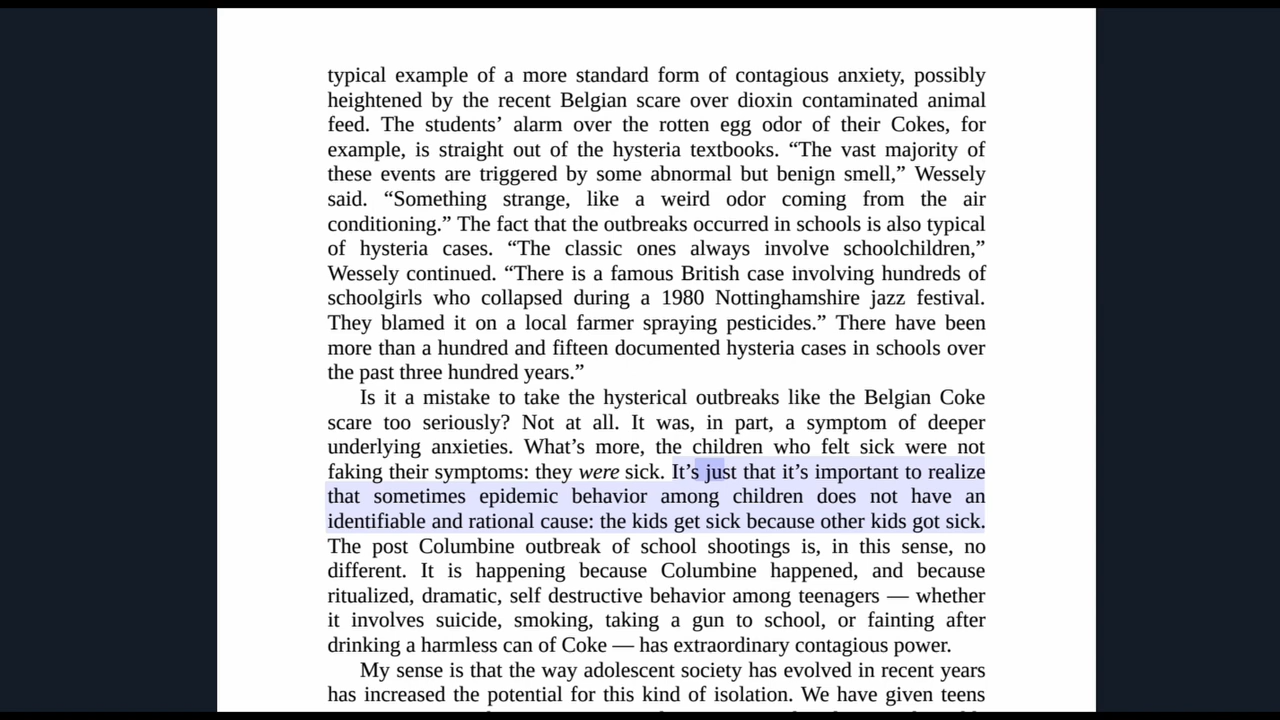 typical example of a more standard form of contagious anxiety, possibly
heightened by the recent Belgian scare over dioxin contaminated animal
feed. The students’ alarm over the rotten egg odor of their Cokes, for
example, is straight out of the hysteria textbooks. “The vast majority of
these events are triggered by some abnormal but benign smell,” Wessely
said. “Something strange, like a weird odor coming from the air
conditioning.” The fact that the outbreaks occurred in schools is also typical
of hysteria cases. “The classic ones always involve schoolchildren,”
Wessely continued. “There is a famous British case involving hundreds of
schoolgirls who collapsed during a 1980 Nottinghamshire jazz festival.
They blamed it on a local farmer spraying pesticides.” There have been
more than a hundred and fifteen documented hysteria cases in schools over
the past three hundred years.”
Is it a mistake to take the hysterical outbreaks like the Belgian Coke
scare too seriously? Not at all. It was, in part, a symptom of deeper
underlying anxieties. What’s more, the children who felt sick were not
faking their symptoms: they were sick. It’s just that it’s important to realize
that sometimes epidemic behavior among children does not have an
identifiable and rational cause: the kids get sick because other kids got sick.
The post Columbine outbreak of school shootings is, in this sense, no
different. It is happening because Columbine happened, and because
ritualized, dramatic, self destructive behavior among teenagers — whether
it involves suicide, smoking, taking a gun to school, or fainting after
drinking a harmless can of Coke — has extraordinary contagious power.
My sense is that the way adolescent society has evolved in recent years
has increased the potential for this kind of isolation. We have given teens